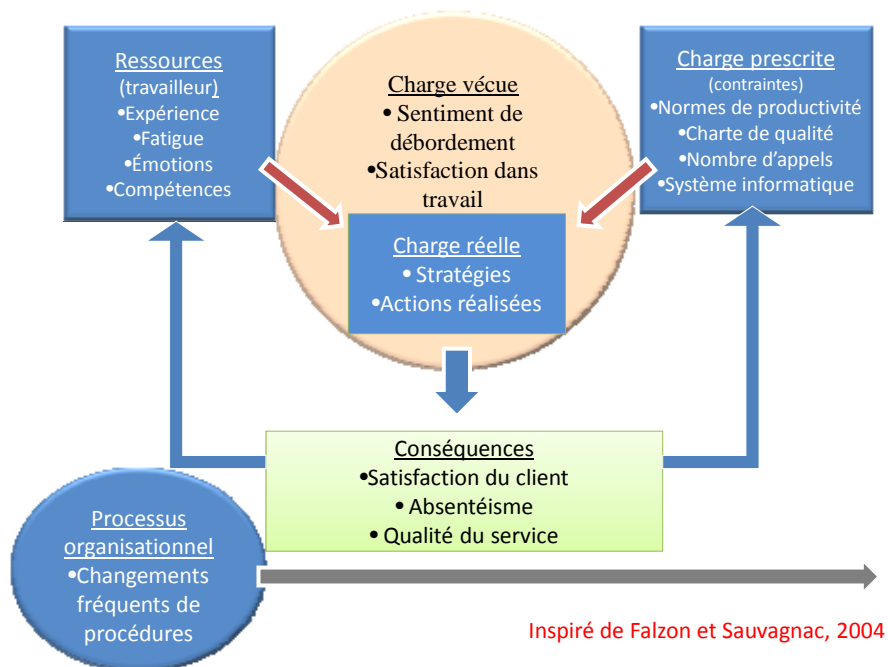 Ressources
(travailleur)
•Expérience
•Fatigue
•Émotions
•Compétences
Charge vécue
• Sentiment de
débordement
•Satisfaction dans
travail
Charge réelle
• Stratégies
•Actions réalisées
Charge prescrite
(contraintes)
•Normes de productivité
•Charte de qualité
•Nombre d’appels
•Système informatique
Conséquences
•Satisfaction du client
• Absentéisme
• Qualité du service
Processus
organisationnel
•Changements
fréquents de
procédures
Inspiré de Falzon et Sauvagnac, 2004